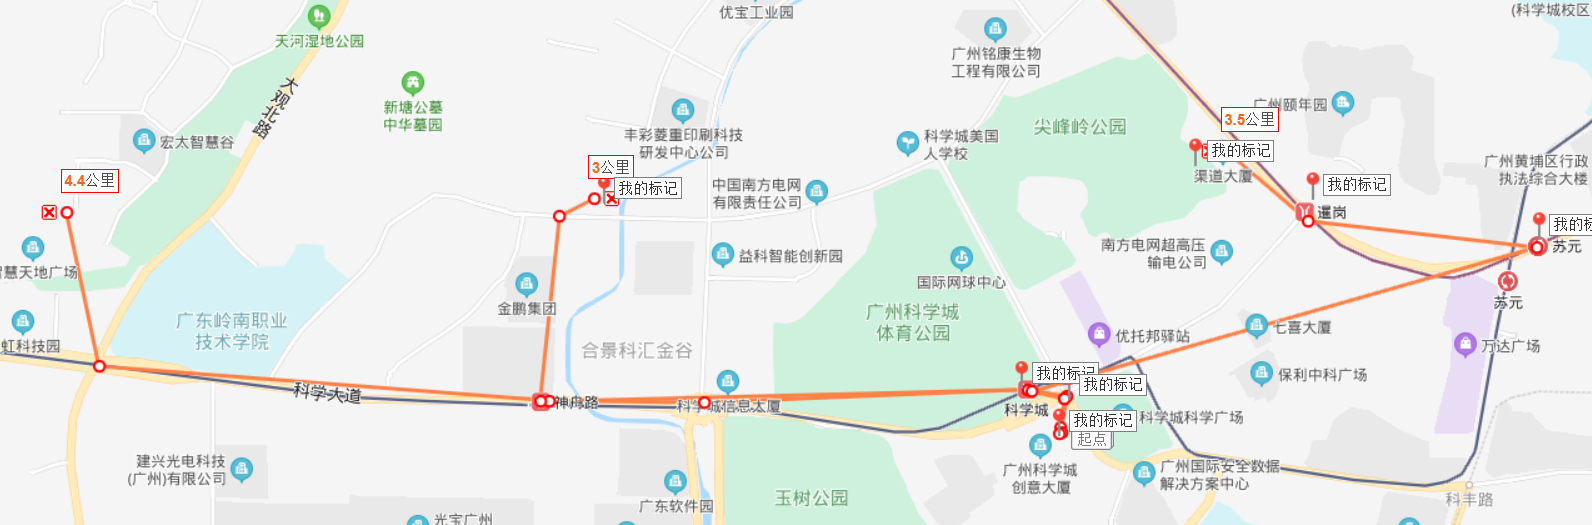 优宝工业园
(科学城校区
天河湿地公园
广州铭康生物
工程有限公司
大观北路
新塘公墓
中华墓园
广州颐年园
3.5公里
宏太智慧谷
丰彩菱重印刷科技
研发中心公司
科学城美国
人学校
尖峰岭公园
我的标记
渠道大厦
广州黄埔区行政
执法综合大楼
4.4公里
3公里
我的标记
中国南方电网
有限责任公司
我的标记
暹岗
我的标
苏元
智慧天地广场
益科智能创新园
南方电网超高压
输电公司
国际网球中心
金鹏集团
苏元
广东岭南职业
技术学院
广州科学城
体育公园
虹科技园
合景科汇金谷
优托邦驿站
七喜大厦
万达广场
科学大道
神舟路
科学城信息大厦
我的标记
我的标记
保利中科广场
科学城
我的标记
科学城科学广场
起点
建兴光电科技
(广州)有限公司
广州科学城
创意大厦
广州国际安全数据
解决方案中心
广东软件园
玉树公园
科丰路
光宝广州